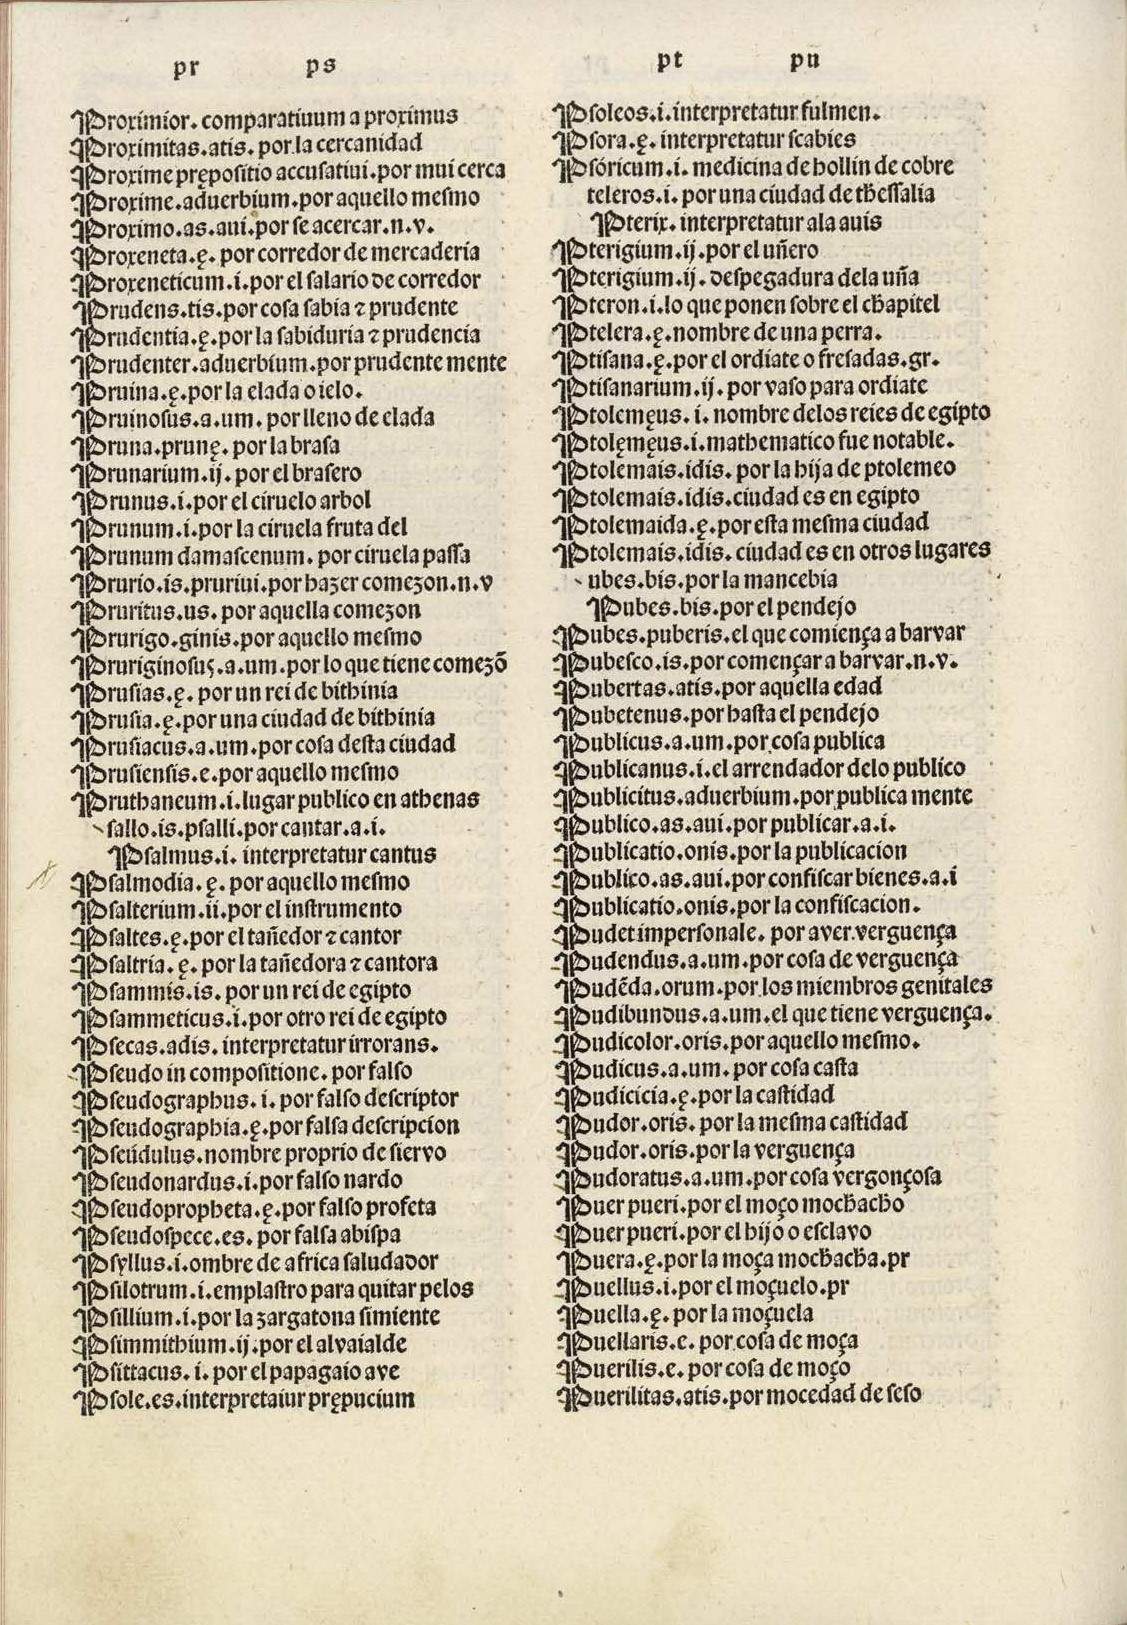 pr ps
Proximior. comparatiuum a proximus
Proximitas.atis. por la cercanidad
Proxime prępositio accusatiui.por mui cerca
Proxime.aduerbium.por aquello mesmo
Proximo.as.aui.por se acercar.n.v.
Proxeneta.ę. por corredor de mercaderia
Proxeneticum.i.por el salario de corredor
Prudens.tis.por cosa sabia ⁊ prudente
Prudentia.ę.por la sabiduria ⁊ prudencia
Prudenter.aduerbium.por prudente mente
Pruina.ę.por la elada o ielo.
Pruinosus.a.um. por lleno de elada
Pruna.prunę. por la brasa
Prunarium.ij. por el brasero
Prunus.i.por el ciruelo arbol
Prunum.i.por la ciruela fruta del
Prunum damascenum. por ciruela passa
Prurio.is.pruriui.por hazer comezon.n.v
Pruritus.us. por aquella comezon
Prurigo.ginis.por aquello mesmo
Pruriginosus.a.um.por lo que tiene comezõ
Prusias.ę. por un rei de bithinia
Prusia.ę.por una ciudad de bithinia
Prusiacus.a.um.por cosa desta ciudad
Prusiensis.e.por aquello mesmo
Pruthaneum.i.lugar publico en athenas
sallo.is.psalli.por cantar.a.i.
Psalmus.i. interpretatur cantus
Psalmodia.ę. por aquello mesmo
Psalterium.ii.por el instrumento
Psaltes.ę.por el tañedor ⁊ cantor
Psaltria.ę. por la tañedora ⁊ cantora
Psammis.is. por un rei de egipto
Psammeticus.i.por otro rei de egipto
Psecas.adis. interpretatur irrorans.
Pseudo in compositione. por falso
Pseudographus.i. por falso descriptor
Pseudographia.ę.por falsa descripcion
Pseudulus.nombre proprio de siervo
Pseudonardus.i.por falso nardo
Pseudopropheta.ę.por falso profeta
Pseudospece.es. por falsa abispa
Psyllus.i.ombre de africa saludador
Psilotrum.i.emplastro para quitar pelos
Psillium.i.por la zargatona simiente
Psimmithium.ij.por el alvaialde
Psittacus.i. por el papagaio ave
Psole.es.interpretaiur prępucium
pt pu
Psoleos.i.interpretatur fulmen.
Psora.ę. interpretatur scabies
Psoricum.i. medicina de hollin de cobre
teleros.i. por una ciudad de thessalia
Pterix. interpretatur ala auis
Pterigium.ij.por el uñero
Pterigium.ij. despegadura dela uña
Pteron.i.lo que ponen sobre el chapitel
Ptelera.ę.nombre de una perra.
Ptisana.ę.por el ordiate o fresadas.gr.
Ptisanarium.ij. por vaso para ordiate
Ptolemęus.i. nombre delos reies de egipto
Ptolęmęus.i.mathematico fue notable.
Ptolemais.idis. por la hija de ptolemeo
Ptolemais.idis.ciudad es en egipto
Ptolemaida.ę.por esta mesma ciudad
Ptolemais.idis. ciudad es en otros lugares
ubes.bis.por la mancebia
Pubes.bis.por el pendejo
Pubes.puberis.el que comiença a barvar
Pubesco.is.por començar a barvar.n.v.
Pubertas.atis.por aquella edad
Pubetenus.por hasta el pendejo
Publicus.a.um.por cosa publica
Publicanus.i.el arrendador delo publico
Publicitus.aduerbium.por publica mente
Publico.as.aui.por publicar.a.i.
Publicatio.onis.por la publicacion
Publico.as.aui.por confiscar bienes.a.i
Publicatio.onis.por la confiscacion.
Pudet impersonale. por aver verguença
Pudendus.a.um.por cosa de verguença
Pudẽda.orum.por los miembros genitales
Pudibundus.a.um.el que tiene verguença.
Pudicolor.oris.por aquello mesmo.
Pudicus.a.um. por cosa casta
Pudicicia.ę.por la castidad
Pudor.oris. por la mesma castidad
Pudor.oris.por la verguença
Pudoratus.a.um.por cosa vergonçosa
Puer pueri.por el moço mochacho
Puer pueri.por el hijo o esclavo
Puera.ę.por la moça mochacha.pr
Puellus.i.por el moçuelo.pr
Puella.ę.por la moçuela
Puellaris.e. por cosa de moça
Puerilis.e. por cosa de moço
Puerilitas.atis.por mocedad de seso